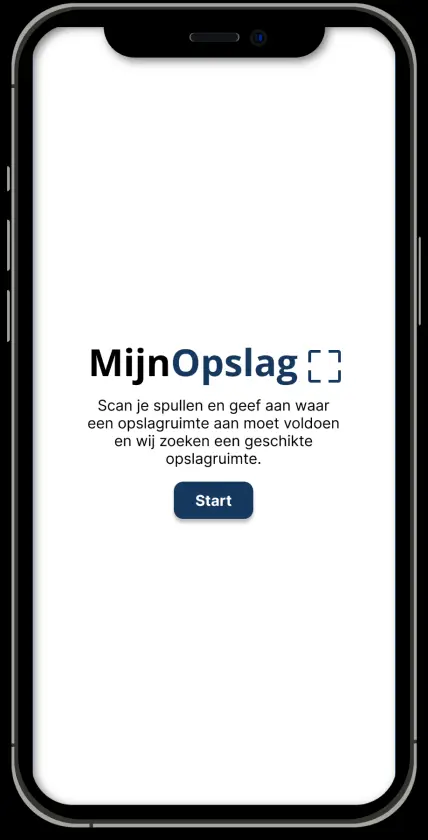 MijnOpslag
Scan je spullen en geef aan waar
een opslagruimte aan moet voldoen
en wij zoeken een geschikte
opslagruimte.
Start